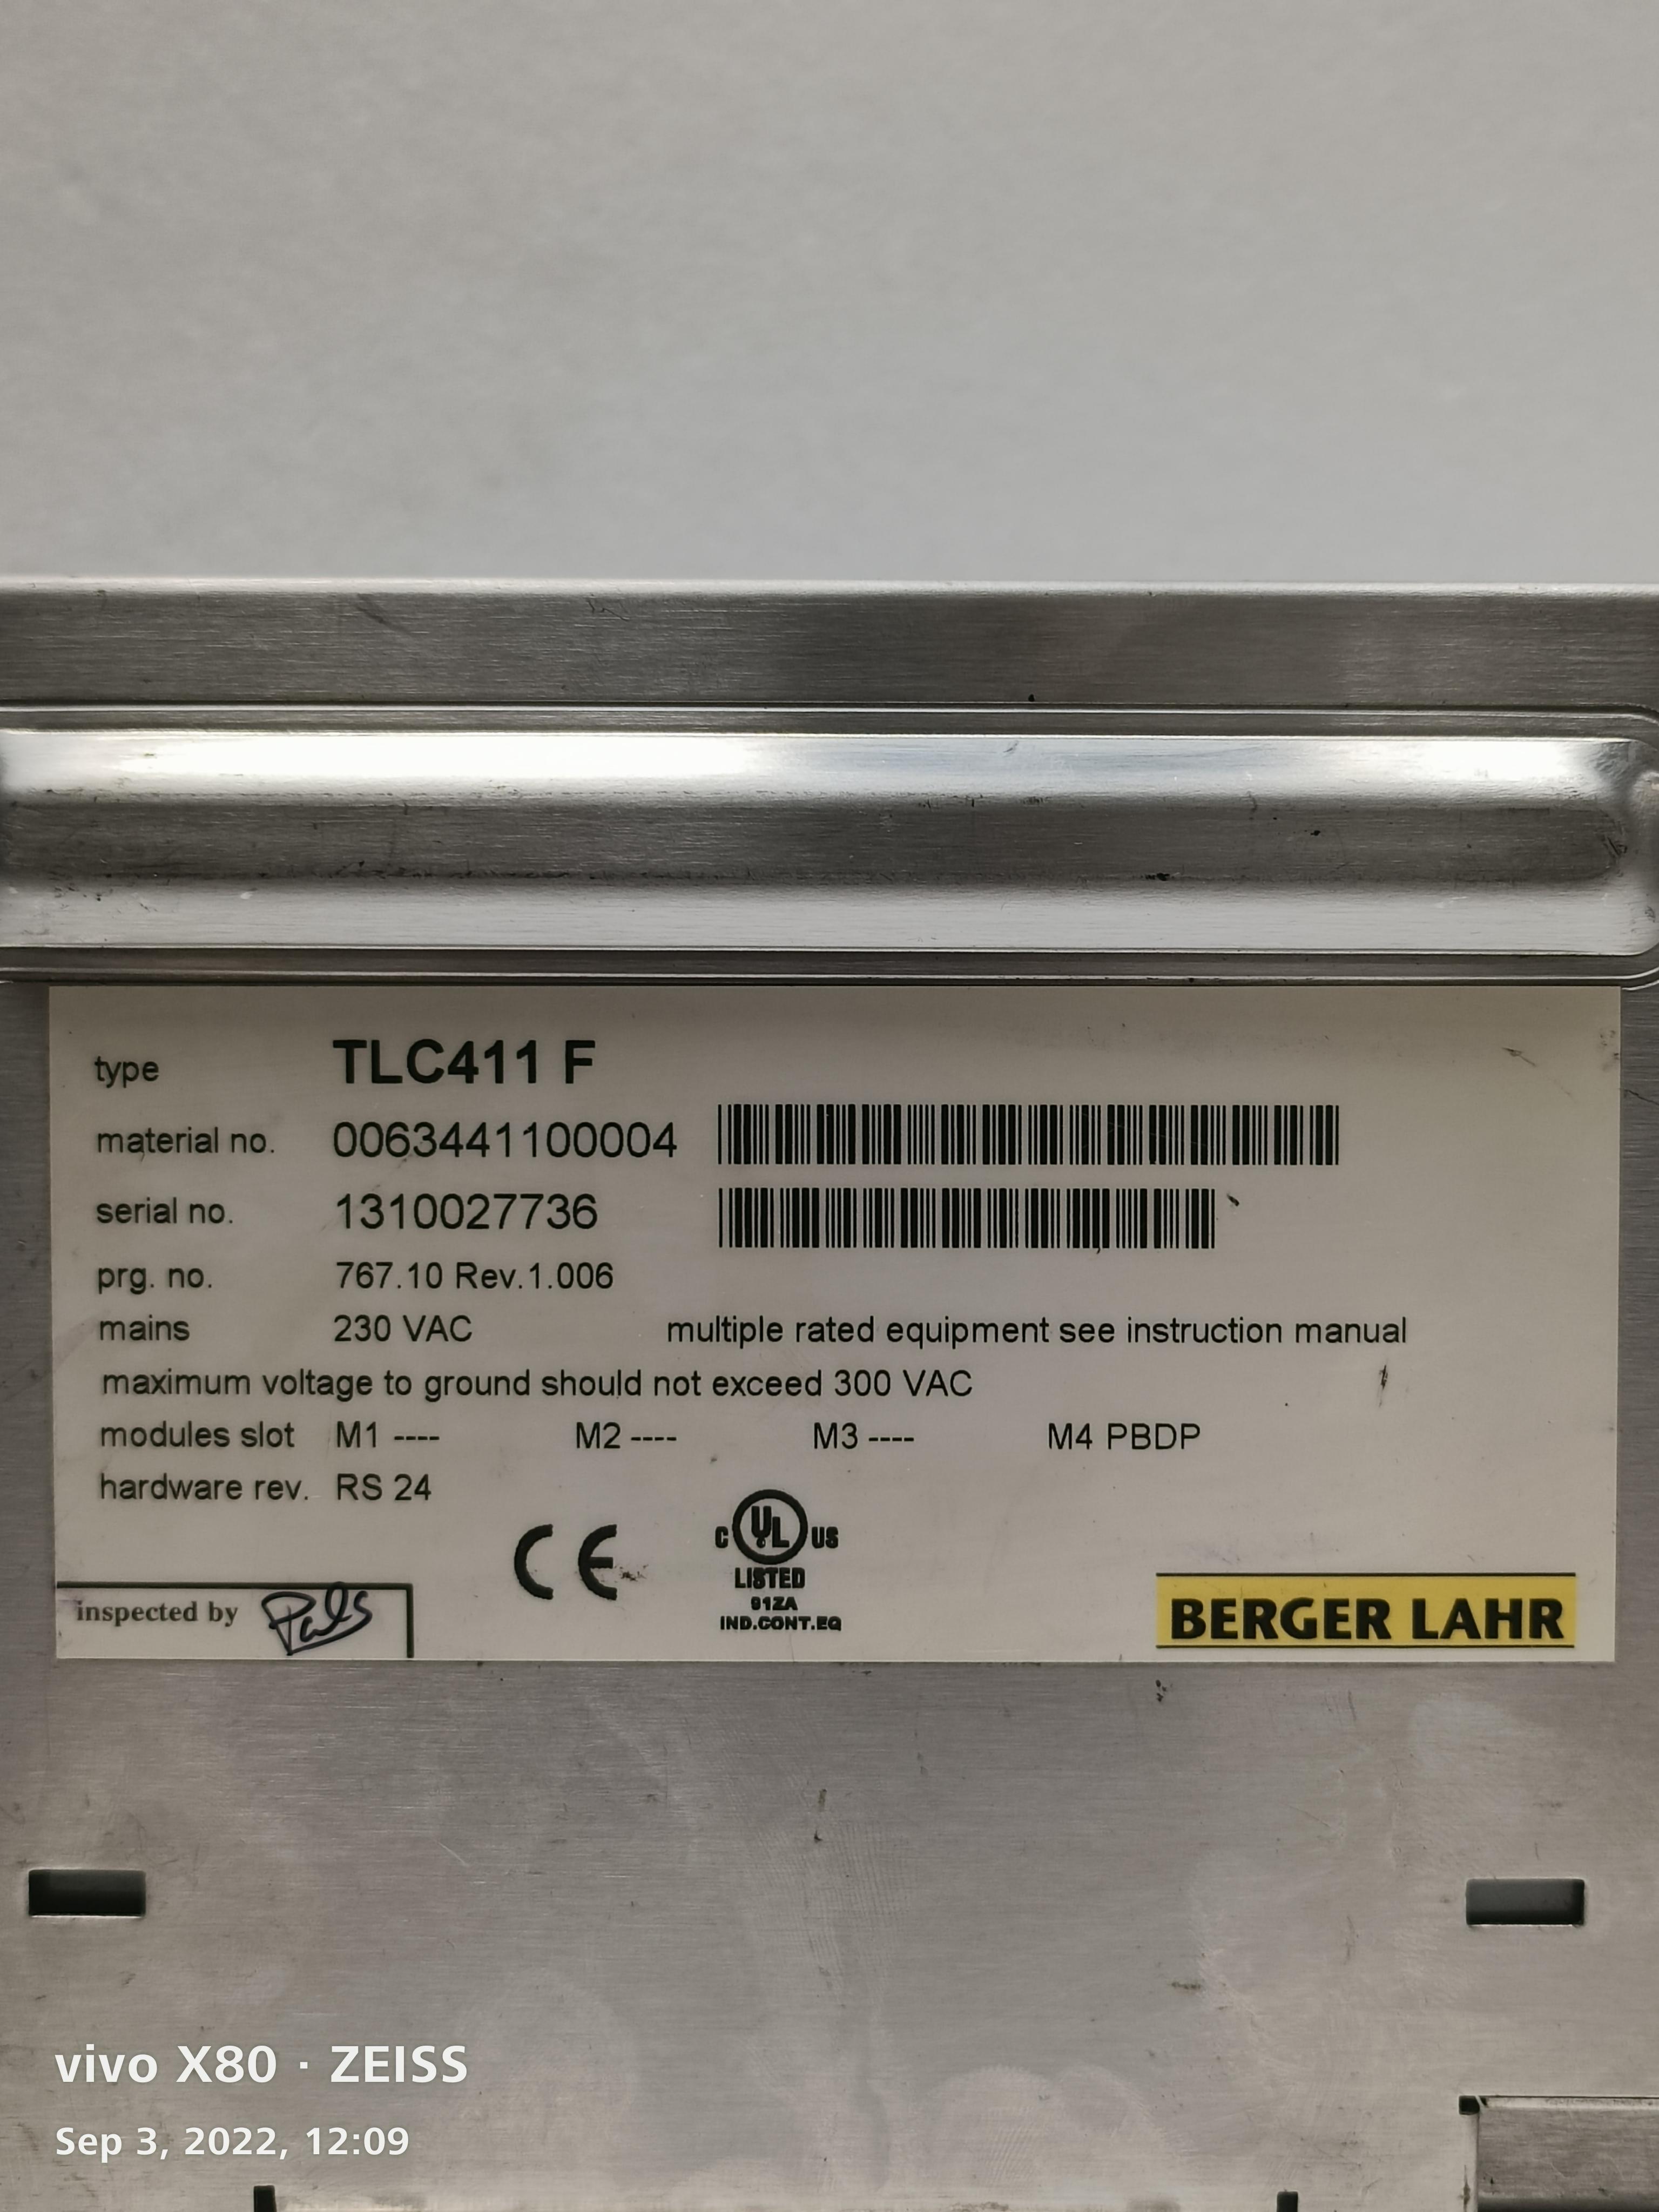 type TLC411 F
material no. 0063441100004
serial no. 1310027736
prg. no. 767.10 Rev.1.006
mains 230 VAC multiple rated equipment see instruction manual
maximum voltage to ground should not exceed 300 VAC
modules slot M1 ---- M2 ---- M3 ---- M4 PBDP
hardware rev. RS 24
CE
C UL US
LISTED
91ZA
IND.CONT.EQ
inspected by
BERGER LAHR
vivo X80 · ZEISS
Sep 3, 2022, 12:09